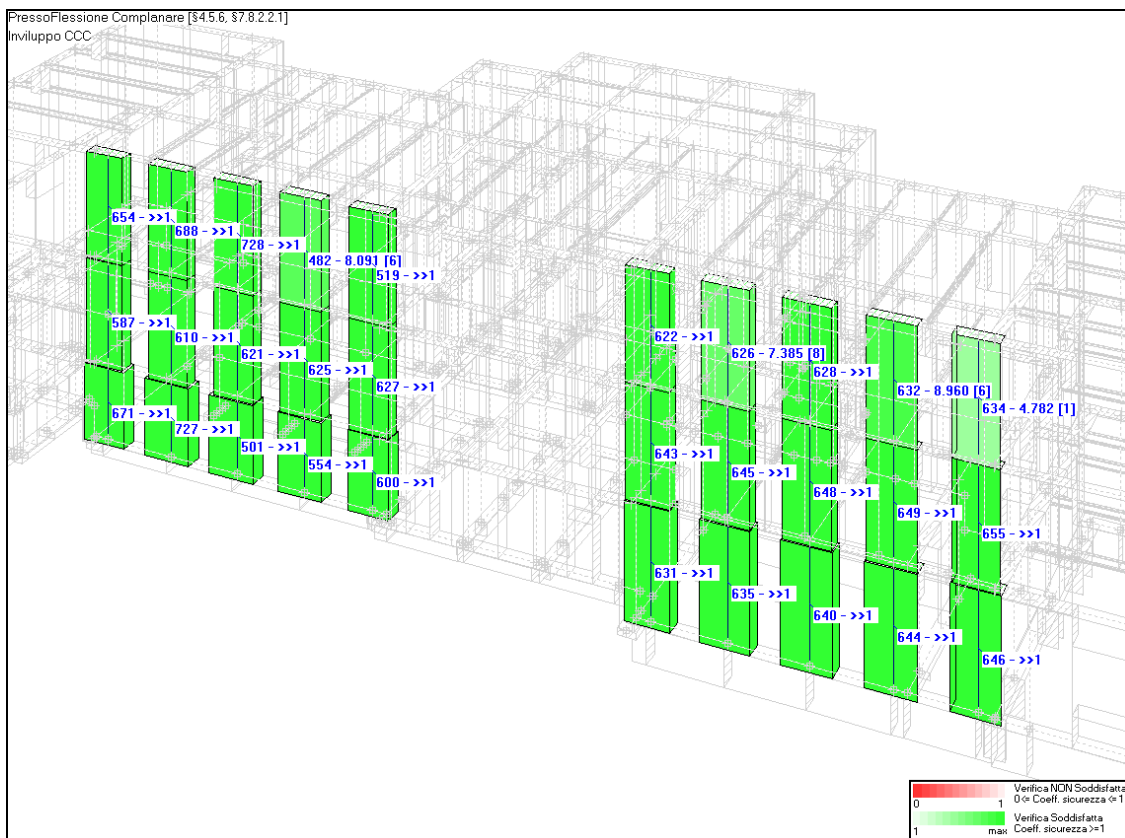 PressoFlessione Complanare [§4.5.6, §7.8.2.2.1]
Inviluppo CCC
654 - >>1
688 - >>1
728 - >>1
482 - 8.091 [6]
519 - >>1
587 - >>1
610 - >>1
621 - >>1
625 - >>1
627 - >>1
671 - >>1
727 - >>1
501 - >>1
554 - >>1
600 - >>1
622 - >>1
626 - 7.385 [8]
628 - >>1
632 - 8.960 [6]
634 - 4.782 [1]
643 - >>1
645 - >>1
648 - >>1
649 - >>1
655 - >>1
631 - >>1
635 - >>1
640 - >>1
644 - >>1
646 - >>1
Verifica NON Soddisfatta
0<= Coeff. sicurezza <=1
0 1
Verifica Soddisfatta
Coeff. sicurezza >=1
1 max